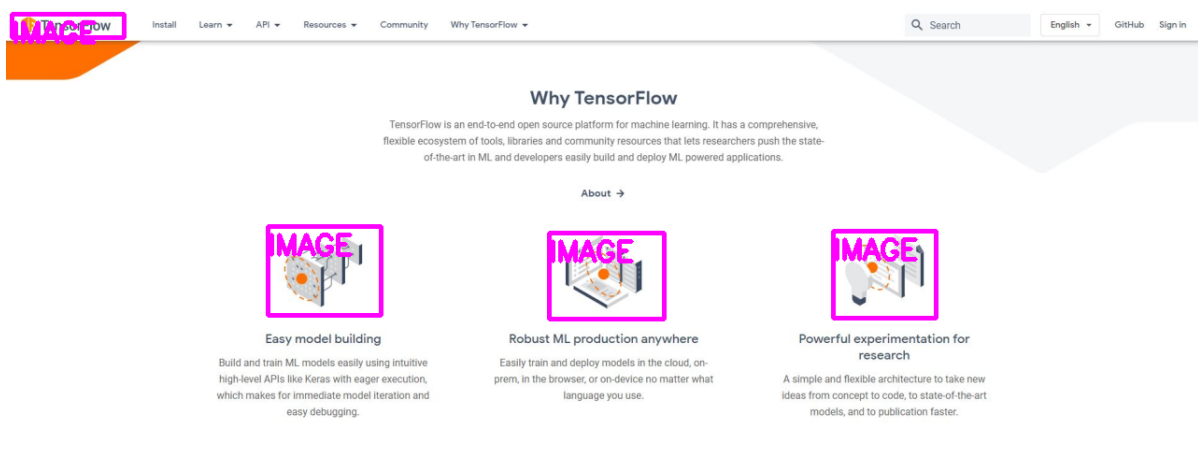 TensorFlow
IMAGE
Install
Learn
API
Resources
Community
Why TensorFlow
Search
English
GitHub
Sign in
Why TensorFlow
TensorFlow is an end-to-end open source platform for machine learning. It has a comprehensive,
flexible ecosystem of tools, libraries and community resources that lets researchers push the state-
of-the-art in ML and developers easily build and deploy ML powered applications.
About →
IMAGE
IMAGE
IMAGE
Easy model building
Build and train ML models easily using intuitive
high-level APIs like Keras with eager execution,
which makes for immediate model iteration and
easy debugging.
Robust ML production anywhere
Easily train and deploy models in the cloud, on-
prem, in the browser, or on-device no matter what
language you use.
Powerful experimentation for
research
A simple and flexible architecture to take new
ideas from concept to code, to state-of-the-art
models, and to publication faster.